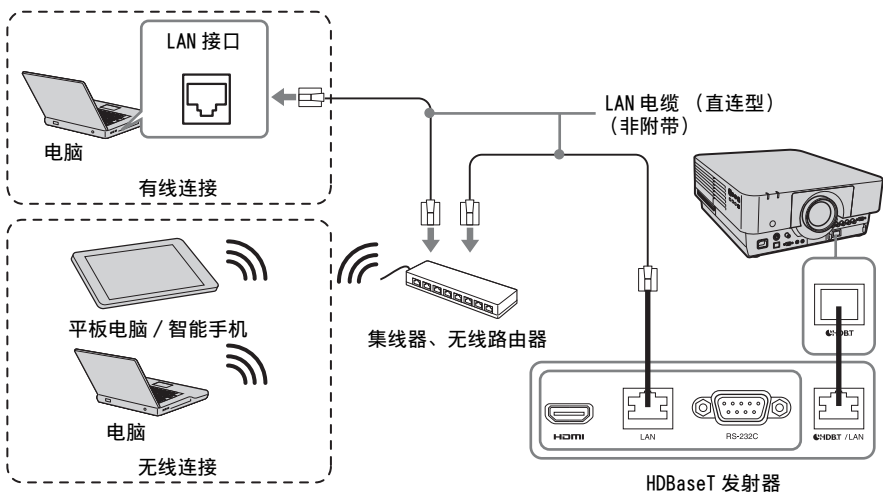 LAN 接口
电脑
有线连接
LAN 电缆 （直连型）
（非附带）
平板电脑 / 智能手机
电脑
无线连接
集线器、无线路由器
HDBT
HDMI
LAN
RS-232C
HDBT / LAN
HDBaseT 发射器